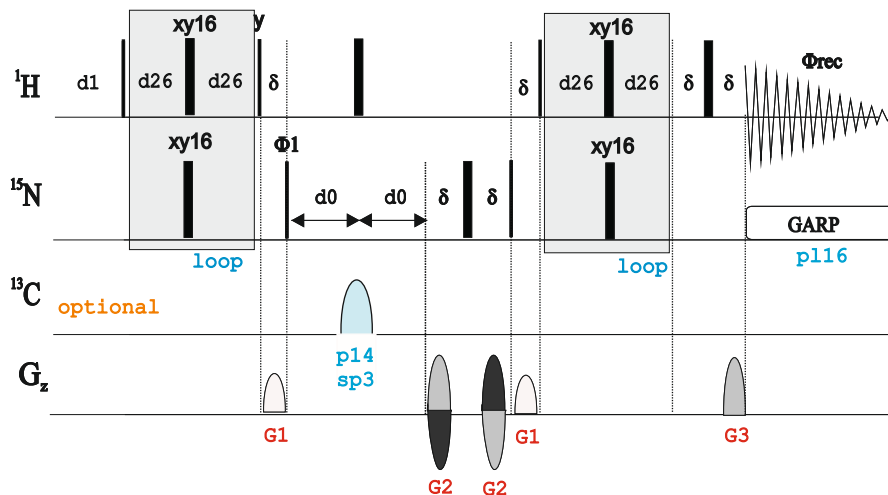 xy16 y xy16
¹H d1 d26 d26 δ δ d26 d26 δ δ Φrec
xy16 Φ1 xy16
¹⁵N d0 d0 δ δ GARP
loop loop pl16
¹³C
optional
p14
sp3
Gz
G1 G1 G3
G2 G2